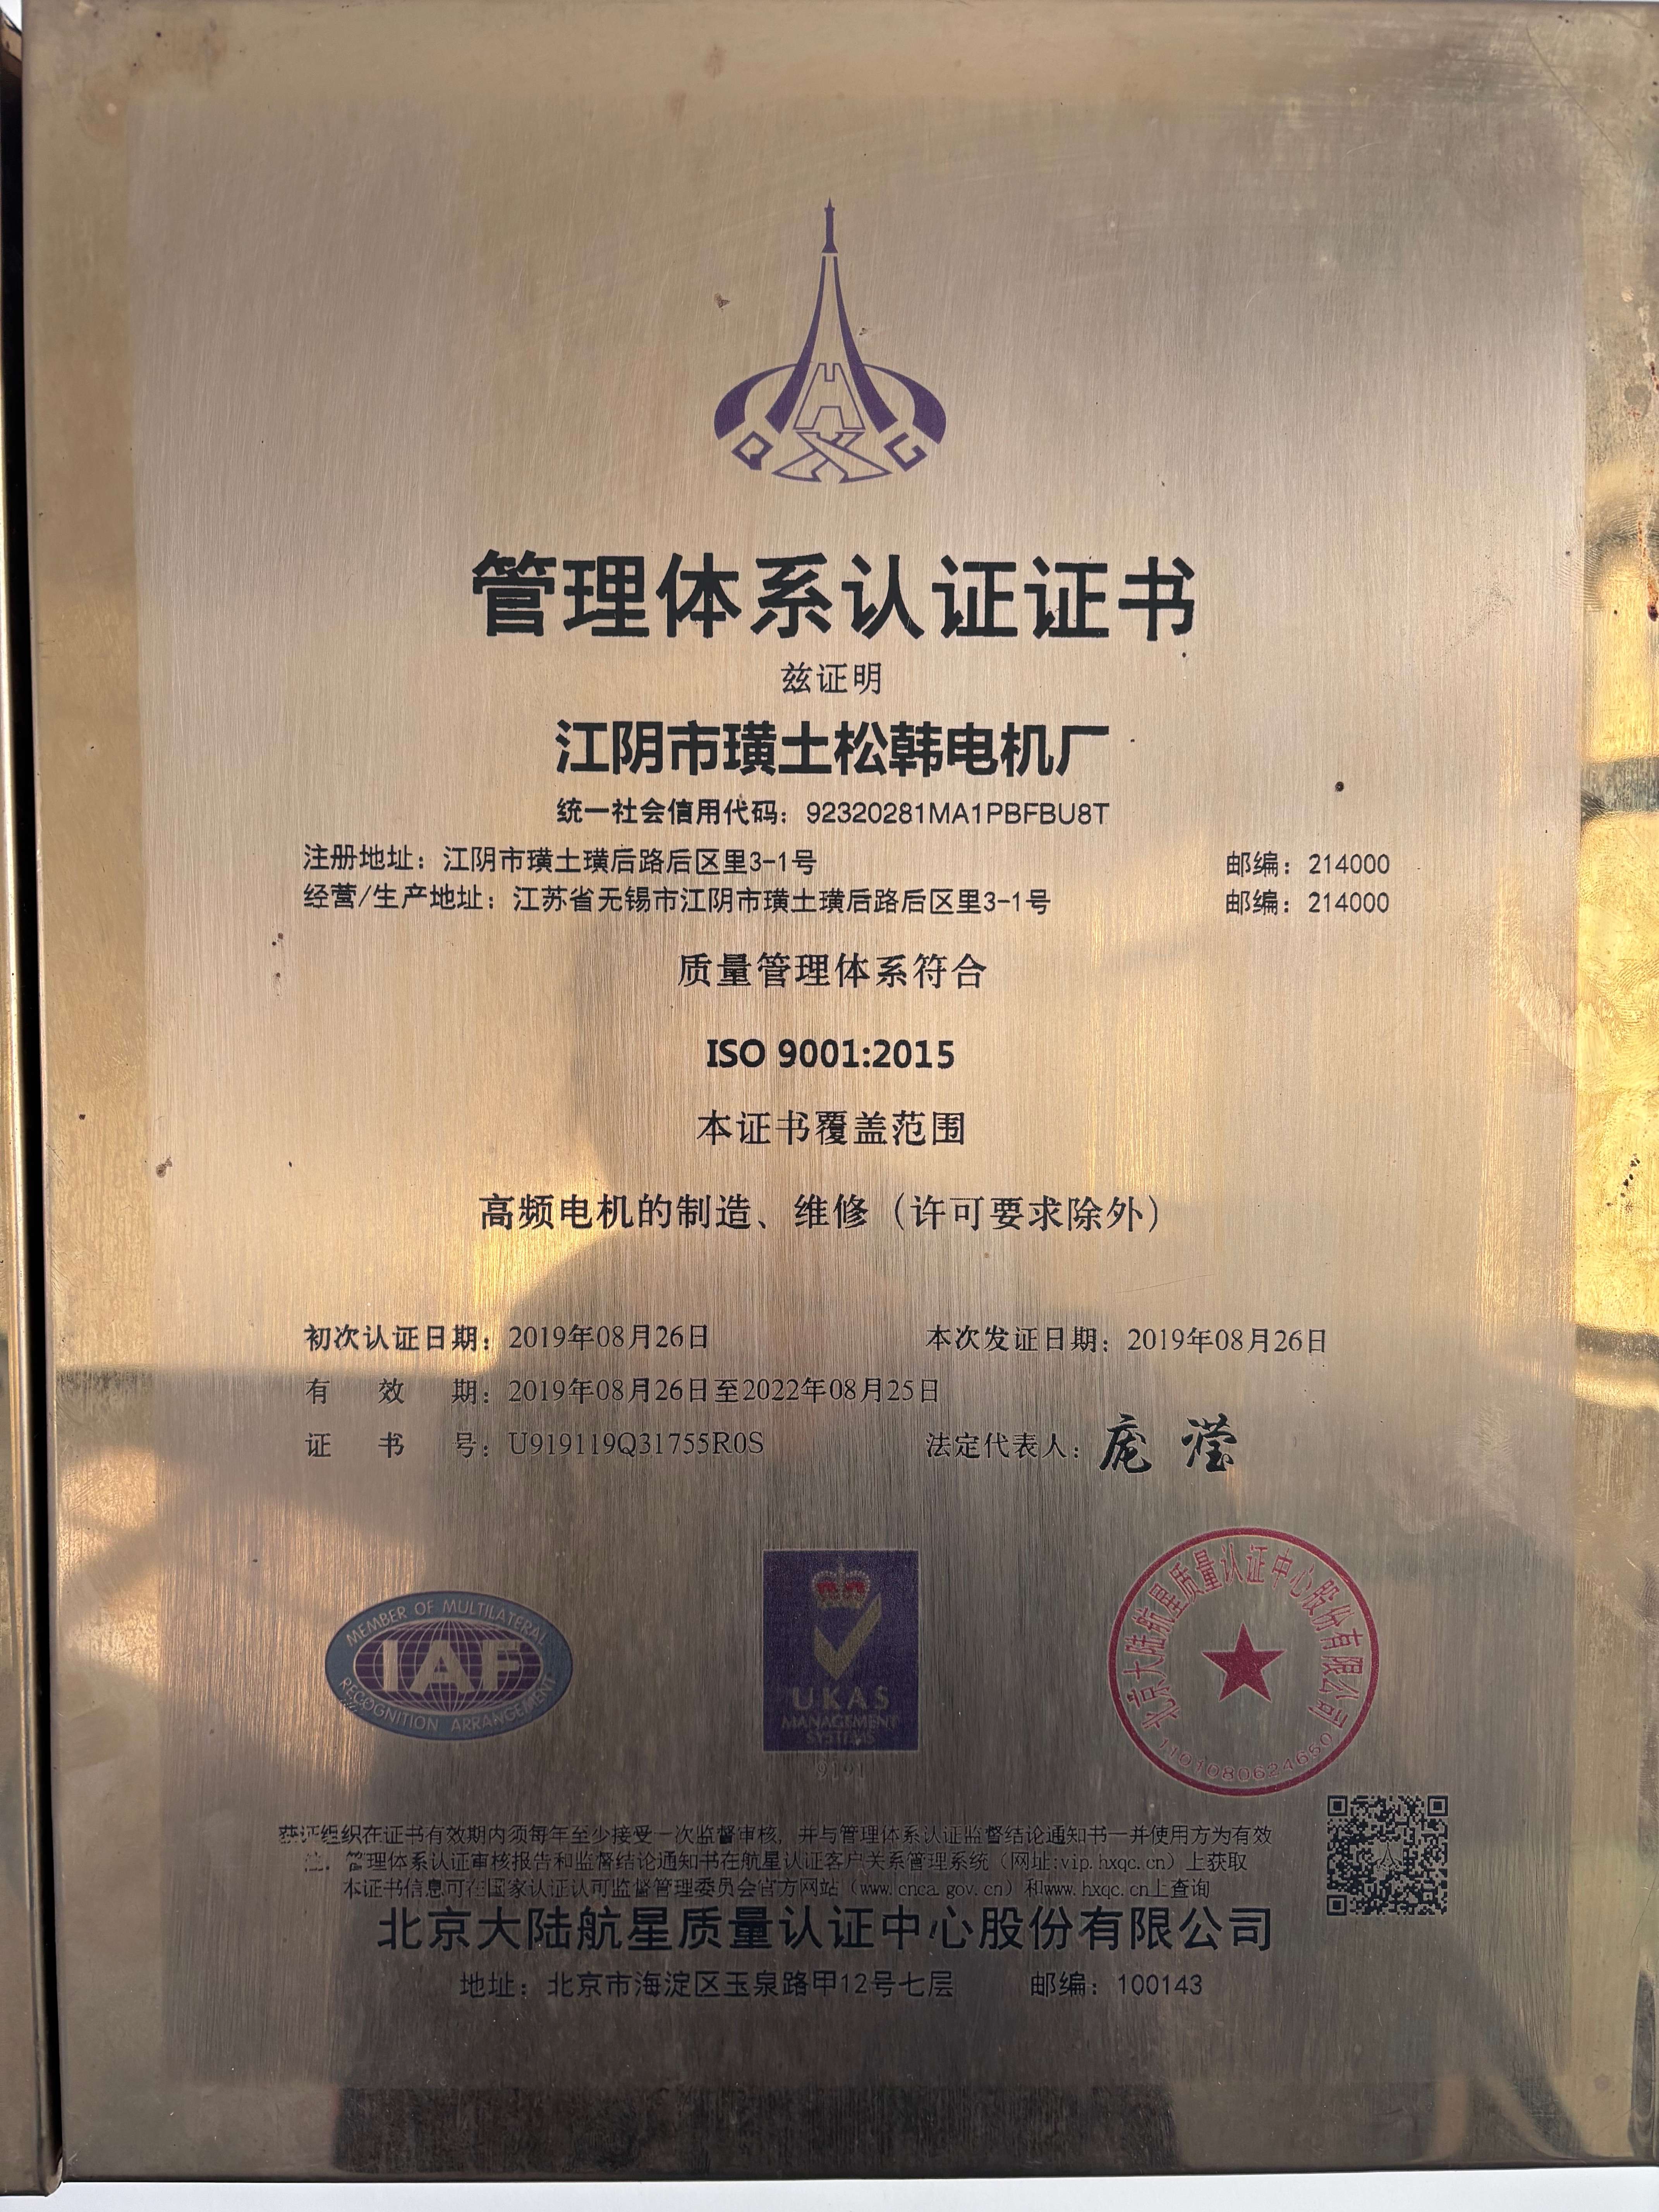 QHXG
管理体系认证证书
兹证明
江阴市璜土松韩电机厂
统一社会信用代码：92320281MA1PBFBU8T
注册地址：江阴市璜土璜后路后区里3-1号 邮编：214000
经营/生产地址：江苏省无锡市江阴市璜土璜后路后区里3-1号 邮编：214000
质量管理体系符合
ISO 9001:2015
本证书覆盖范围
高频电机的制造、维修（许可要求除外）
初次认证日期：2019年08月26日 本次发证日期：2019年08月26日
有效期：2019年08月26日至2022年08月25日
证书号：U919119Q31755R0S 法定代表人：庞滢
MEMBER OF MULTILATERAL
IAF
RECOGNITION ARRANGEMENT
UKAS
MANAGEMENT
SYSTEMS
9191
北京大陆航星质量认证中心股份有限公司
1101080624650
获证组织在证书有效期内须每年至少接受一次监督审核，并与管理体系认证监督结论通知书一并使用方为有效
注：管理体系认证审核报告和监督结论通知书在航星认证客户关系管理系统（网址:vip.hxqc.cn）上获取
本证书信息可在国家认证认可监督管理委员会官方网站（www.cnca.gov.cn）和www.hxqc.cn上查询
北京大陆航星质量认证中心股份有限公司
地址：北京市海淀区玉泉路甲12号七层 邮编：100143